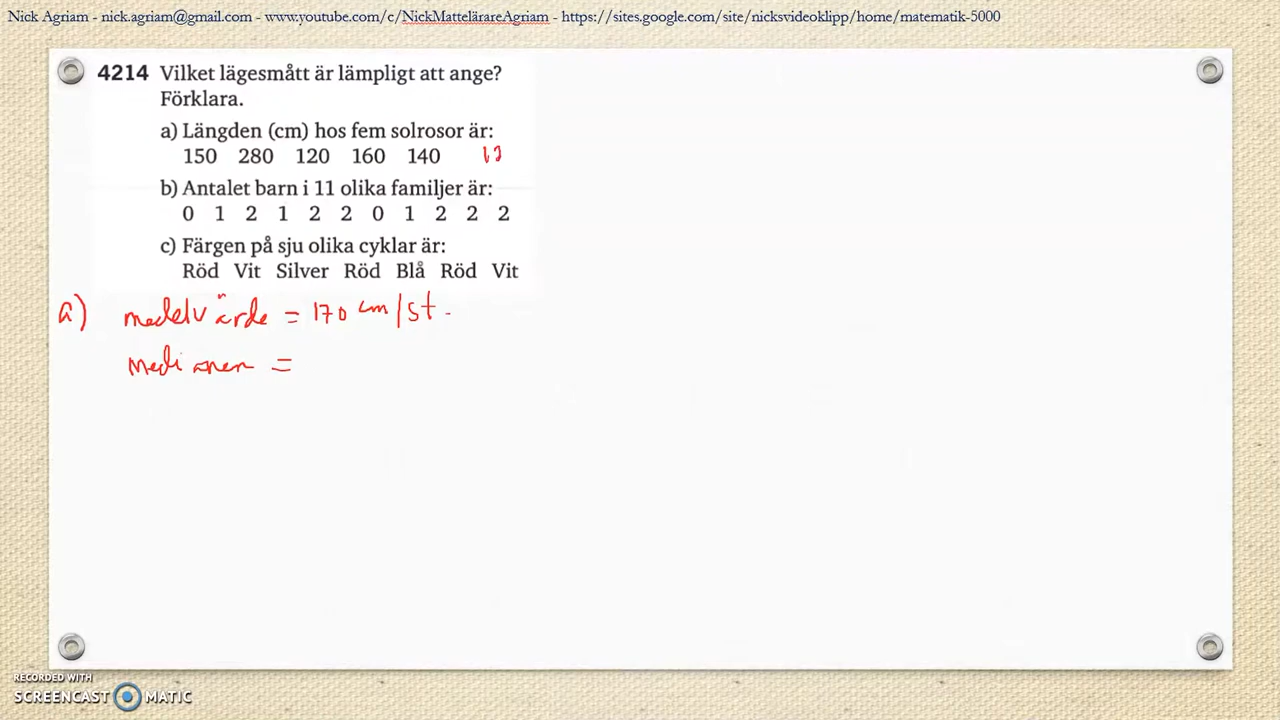 Nick Agriam - nick.agriam@gmail.com - www.youtube.com/c/NickMattelärareAgriam - https://sites.google.com/site/nicksvideoklipp/home/matematik-5000
4214 Vilket lägesmått är lämpligt att ange?
Förklara.
a) Längden (cm) hos fem solrosor är:
150 280 120 160 140 12
b) Antalet barn i 11 olika familjer är:
0 1 2 1 2 2 0 1 2 2 2
c) Färgen på sju olika cyklar är:
Röd Vit Silver Röd Blå Röd Vit
a) medelvärde = 170 cm/st.
medianen =
RECORDED WITH
SCREENCAST MATIC